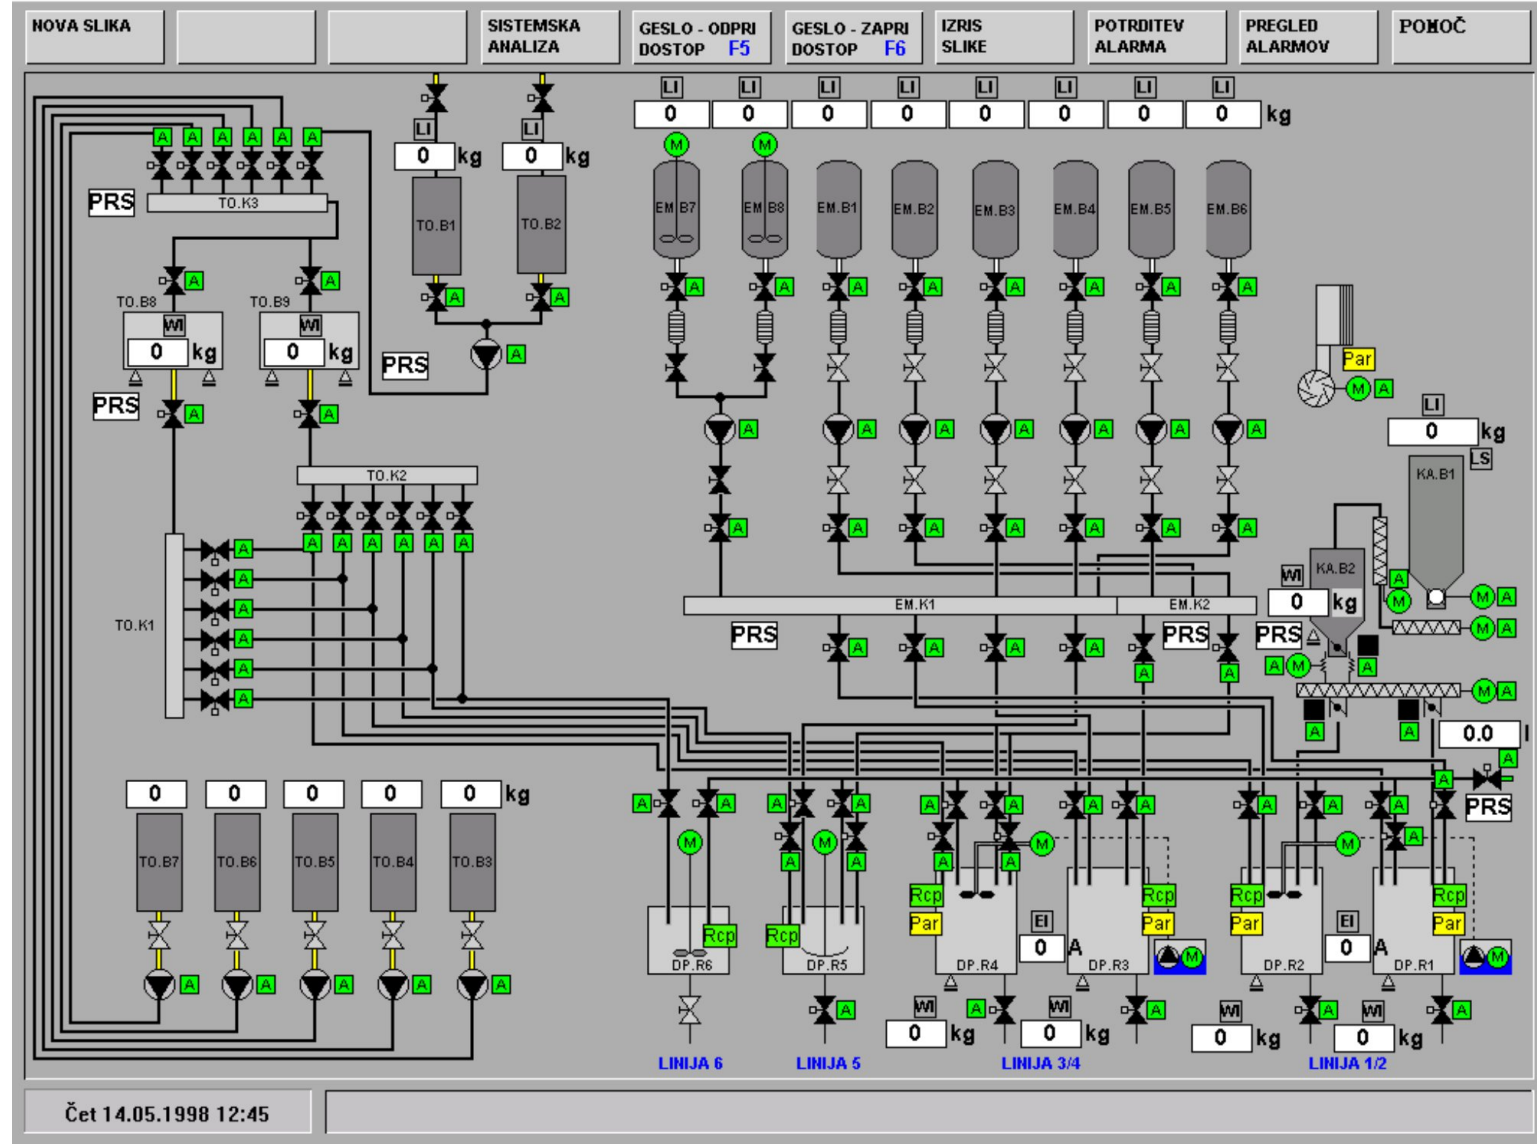 NOVA SLIKA
SISTEMSKA
ANALIZA
GESLO - ODPRI
DOSTOP F5
GESLO - ZAPRI
DOSTOP F6
IZRIS
SLIKE
POTRDITEV
ALARMA
PREGLED
ALARMOV
POMOČ
LI LI LI LI LI LI LI LI
0 0 0 0 0 0 0 0 kg
A A A A A A
LI LI
0 kg 0 kg
M M
PRS
TO.K3
TO.B1 TO.B2
EM.B7 EM.B8 EM.B1 EM.B2 EM.B3 EM.B4 EM.B5 EM.B6
A A
A A
A A A A A A A A
TO.B8 TO.B9
WI WI
0 kg 0 kg
PRS
A
Par
M A
PRS
A A
A A A A A A A
LI
0 kg
LS
KA.B1
TO.K2
A A A A A A A
A A A A A A
A
A
A
A
A
A
TO.K1
KA.B2
WI
0 kg
A
M
M A
M A
EM.K1 EM.K2
PRS PRS PRS
A A A A
A A
A M A
M A
A A
0.0 l
A
A
PRS
0 0 0 0 0 kg
TO.B7 TO.B6 TO.B5 TO.B4 TO.B3
A A A A A
A A A A A A A A A A A A
M M M M A
A A A A
Rcp Rcp Rcp Rcp Rcp Rcp
Par Par Par Par
EI EI
0 A 0 A
M M
DP.R6 DP.R5 DP.R4 DP.R3 DP.R2 DP.R1
A A A A A
WI WI WI WI
0 kg 0 kg 0 kg 0 kg
LINIJA 6 LINIJA 5 LINIJA 3/4 LINIJA 1/2
Čet 14.05.1998 12:45